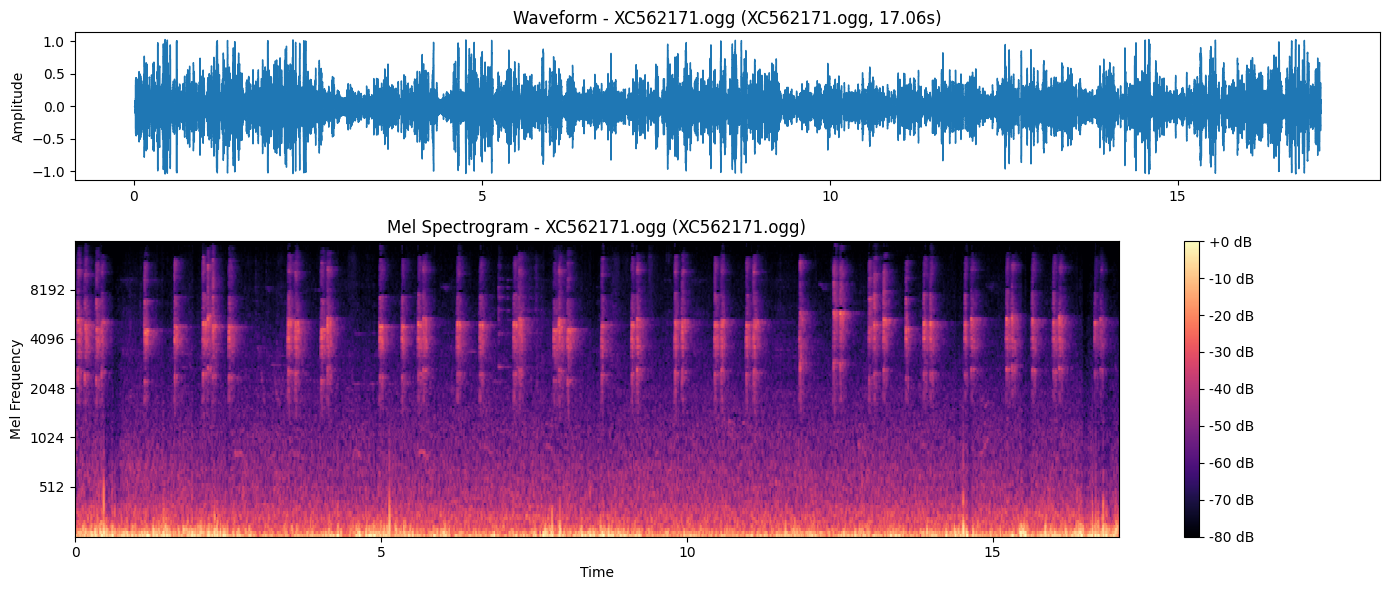 Waveform - XC562171.ogg (XC562171.ogg, 17.06s)
Amplitude
1.0
0.5
0.0
−0.5
−1.0
0 5 10 15
Mel Spectrogram - XC562171.ogg (XC562171.ogg)
Mel Frequency
8192
4096
2048
1024
512
0 5 10 15
Time
+0 dB
-10 dB
-20 dB
-30 dB
-40 dB
-50 dB
-60 dB
-70 dB
-80 dB